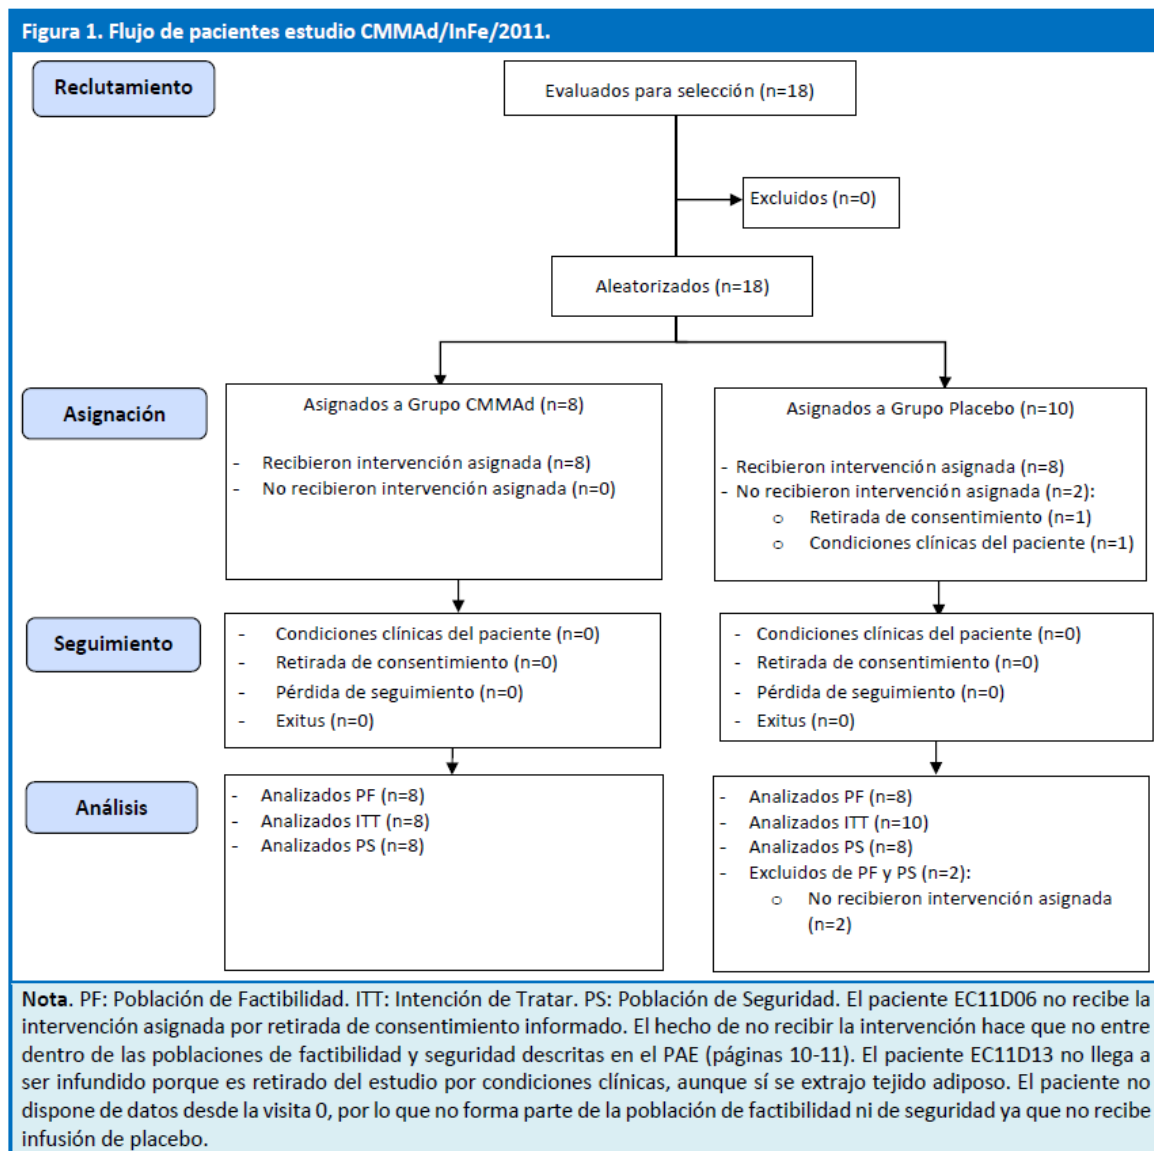 Figura 1. Flujo de pacientes estudio CMMAd/InFe/2011.
Reclutamiento
Evaluados para selección (n=18)
Excluidos (n=0)
Aleatorizados (n=18)
Asignación
Asignados a Grupo CMMAd (n=8)
- Recibieron intervención asignada (n=8)
- No recibieron intervención asignada (n=0)
Asignados a Grupo Placebo (n=10)
- Recibieron intervención asignada (n=8)
- No recibieron intervención asignada (n=2):
o Retirada de consentimiento (n=1)
o Condiciones clínicas del paciente (n=1)
Seguimiento
- Condiciones clínicas del paciente (n=0)
- Retirada de consentimiento (n=0)
- Pérdida de seguimiento (n=0)
- Exitus (n=0)
- Condiciones clínicas del paciente (n=0)
- Retirada de consentimiento (n=0)
- Pérdida de seguimiento (n=0)
- Exitus (n=0)
Análisis
- Analizados PF (n=8)
- Analizados ITT (n=8)
- Analizados PS (n=8)
- Analizados PF (n=8)
- Analizados ITT (n=10)
- Analizados PS (n=8)
- Excluidos de PF y PS (n=2):
o No recibieron intervención asignada
(n=2)
Nota. PF: Población de Factibilidad. ITT: Intención de Tratar. PS: Población de Seguridad. El paciente EC11D06 no recibe la
intervención asignada por retirada de consentimiento informado. El hecho de no recibir la intervención hace que no entre
dentro de las poblaciones de factibilidad y seguridad descritas en el PAE (páginas 10-11). El paciente EC11D13 no llega a
ser infundido porque es retirado del estudio por condiciones clínicas, aunque sí se extrajo tejido adiposo. El paciente no
dispone de datos desde la visita 0, por lo que no forma parte de la población de factibilidad ni de seguridad ya que no recibe
infusión de placebo.